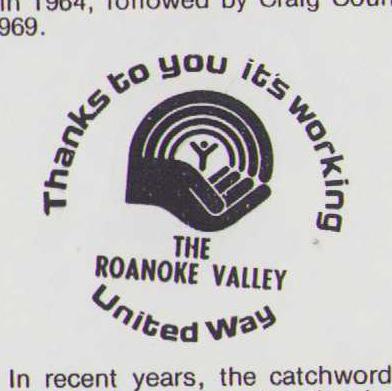 in 1964, followed by Craig Coun
969.
Thanks to you it's working
THE
ROANOKE VALLEY
United Way
In recent years, the catchword